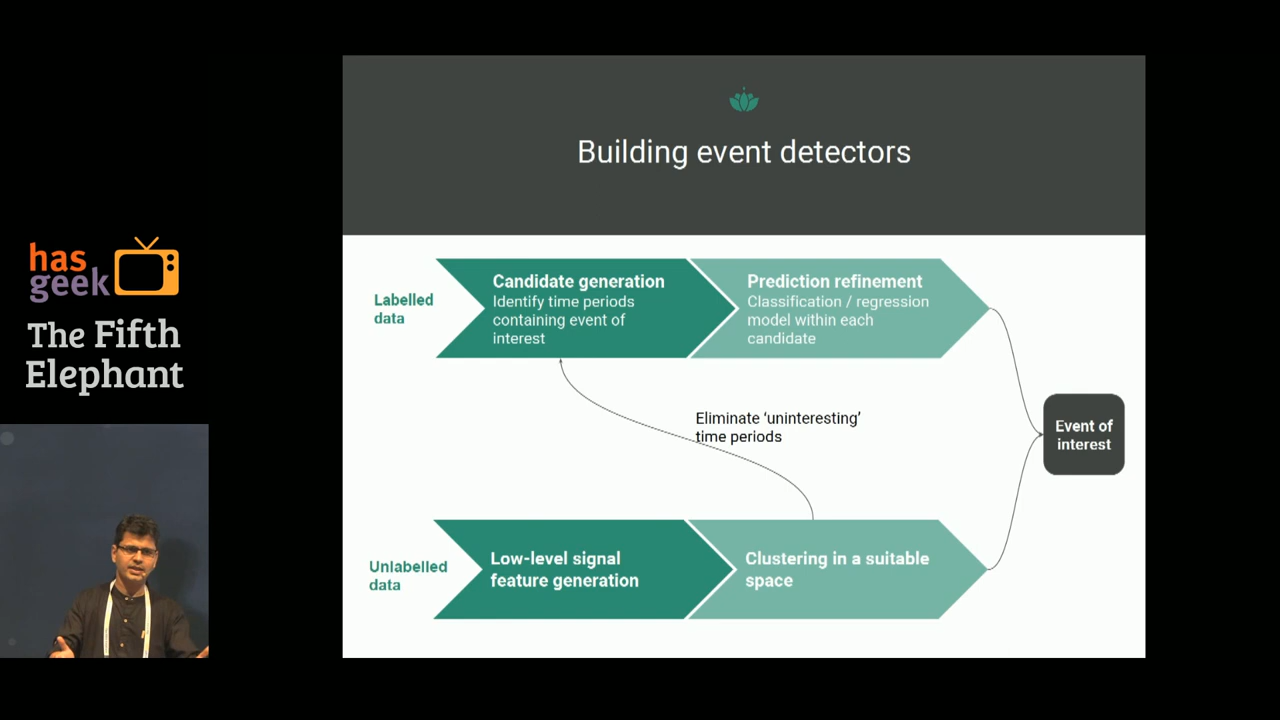 has
geek
The Fifth
Elephant
Building event detectors
Labelled
data
Candidate generation
Identify time periods
containing event of
interest
Prediction refinement
Classification / regression
model within each
candidate
Eliminate ‘uninteresting’
time periods
Event of
interest
Unlabelled
data
Low-level signal
feature generation
Clustering in a suitable
space